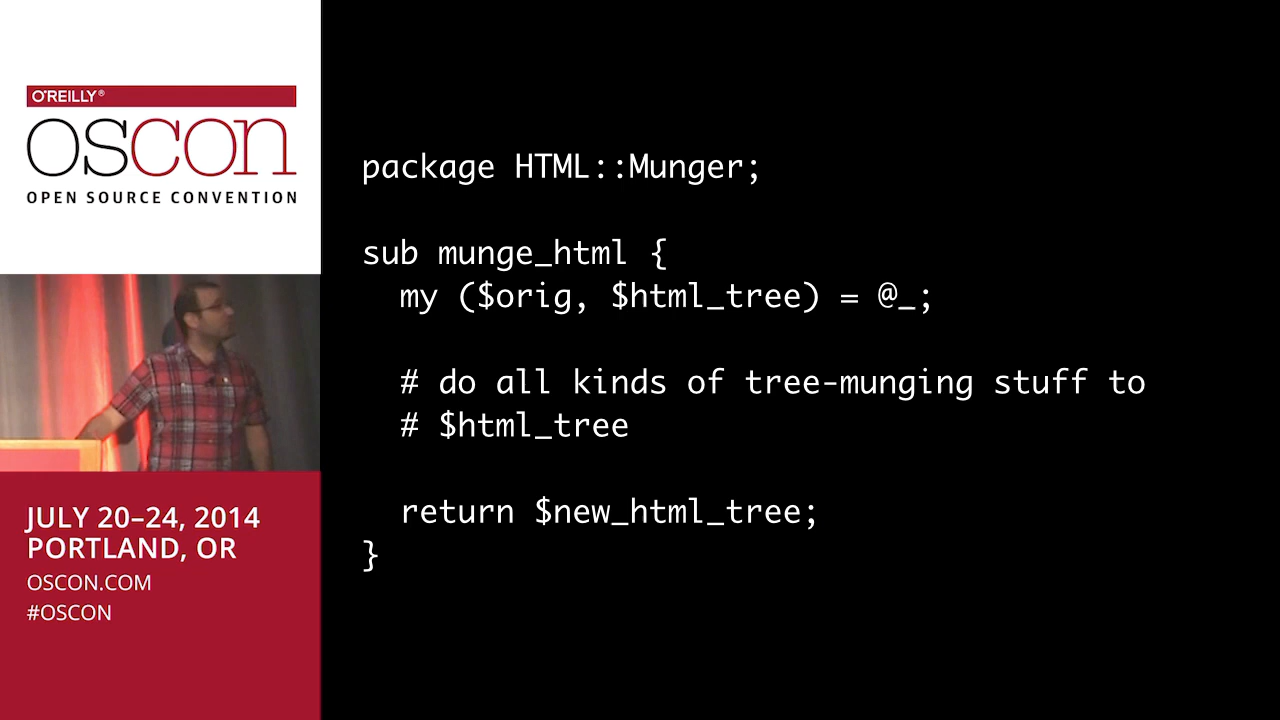 O'REILLY®
OSCON
OPEN SOURCE CONVENTION
JULY 20–24, 2014
PORTLAND, OR
OSCON.COM
#OSCON
package HTML::Munger;
sub munge_html {
my ($orig, $html_tree) = @_;
# do all kinds of tree-munging stuff to
# $html_tree
return $new_html_tree;
}